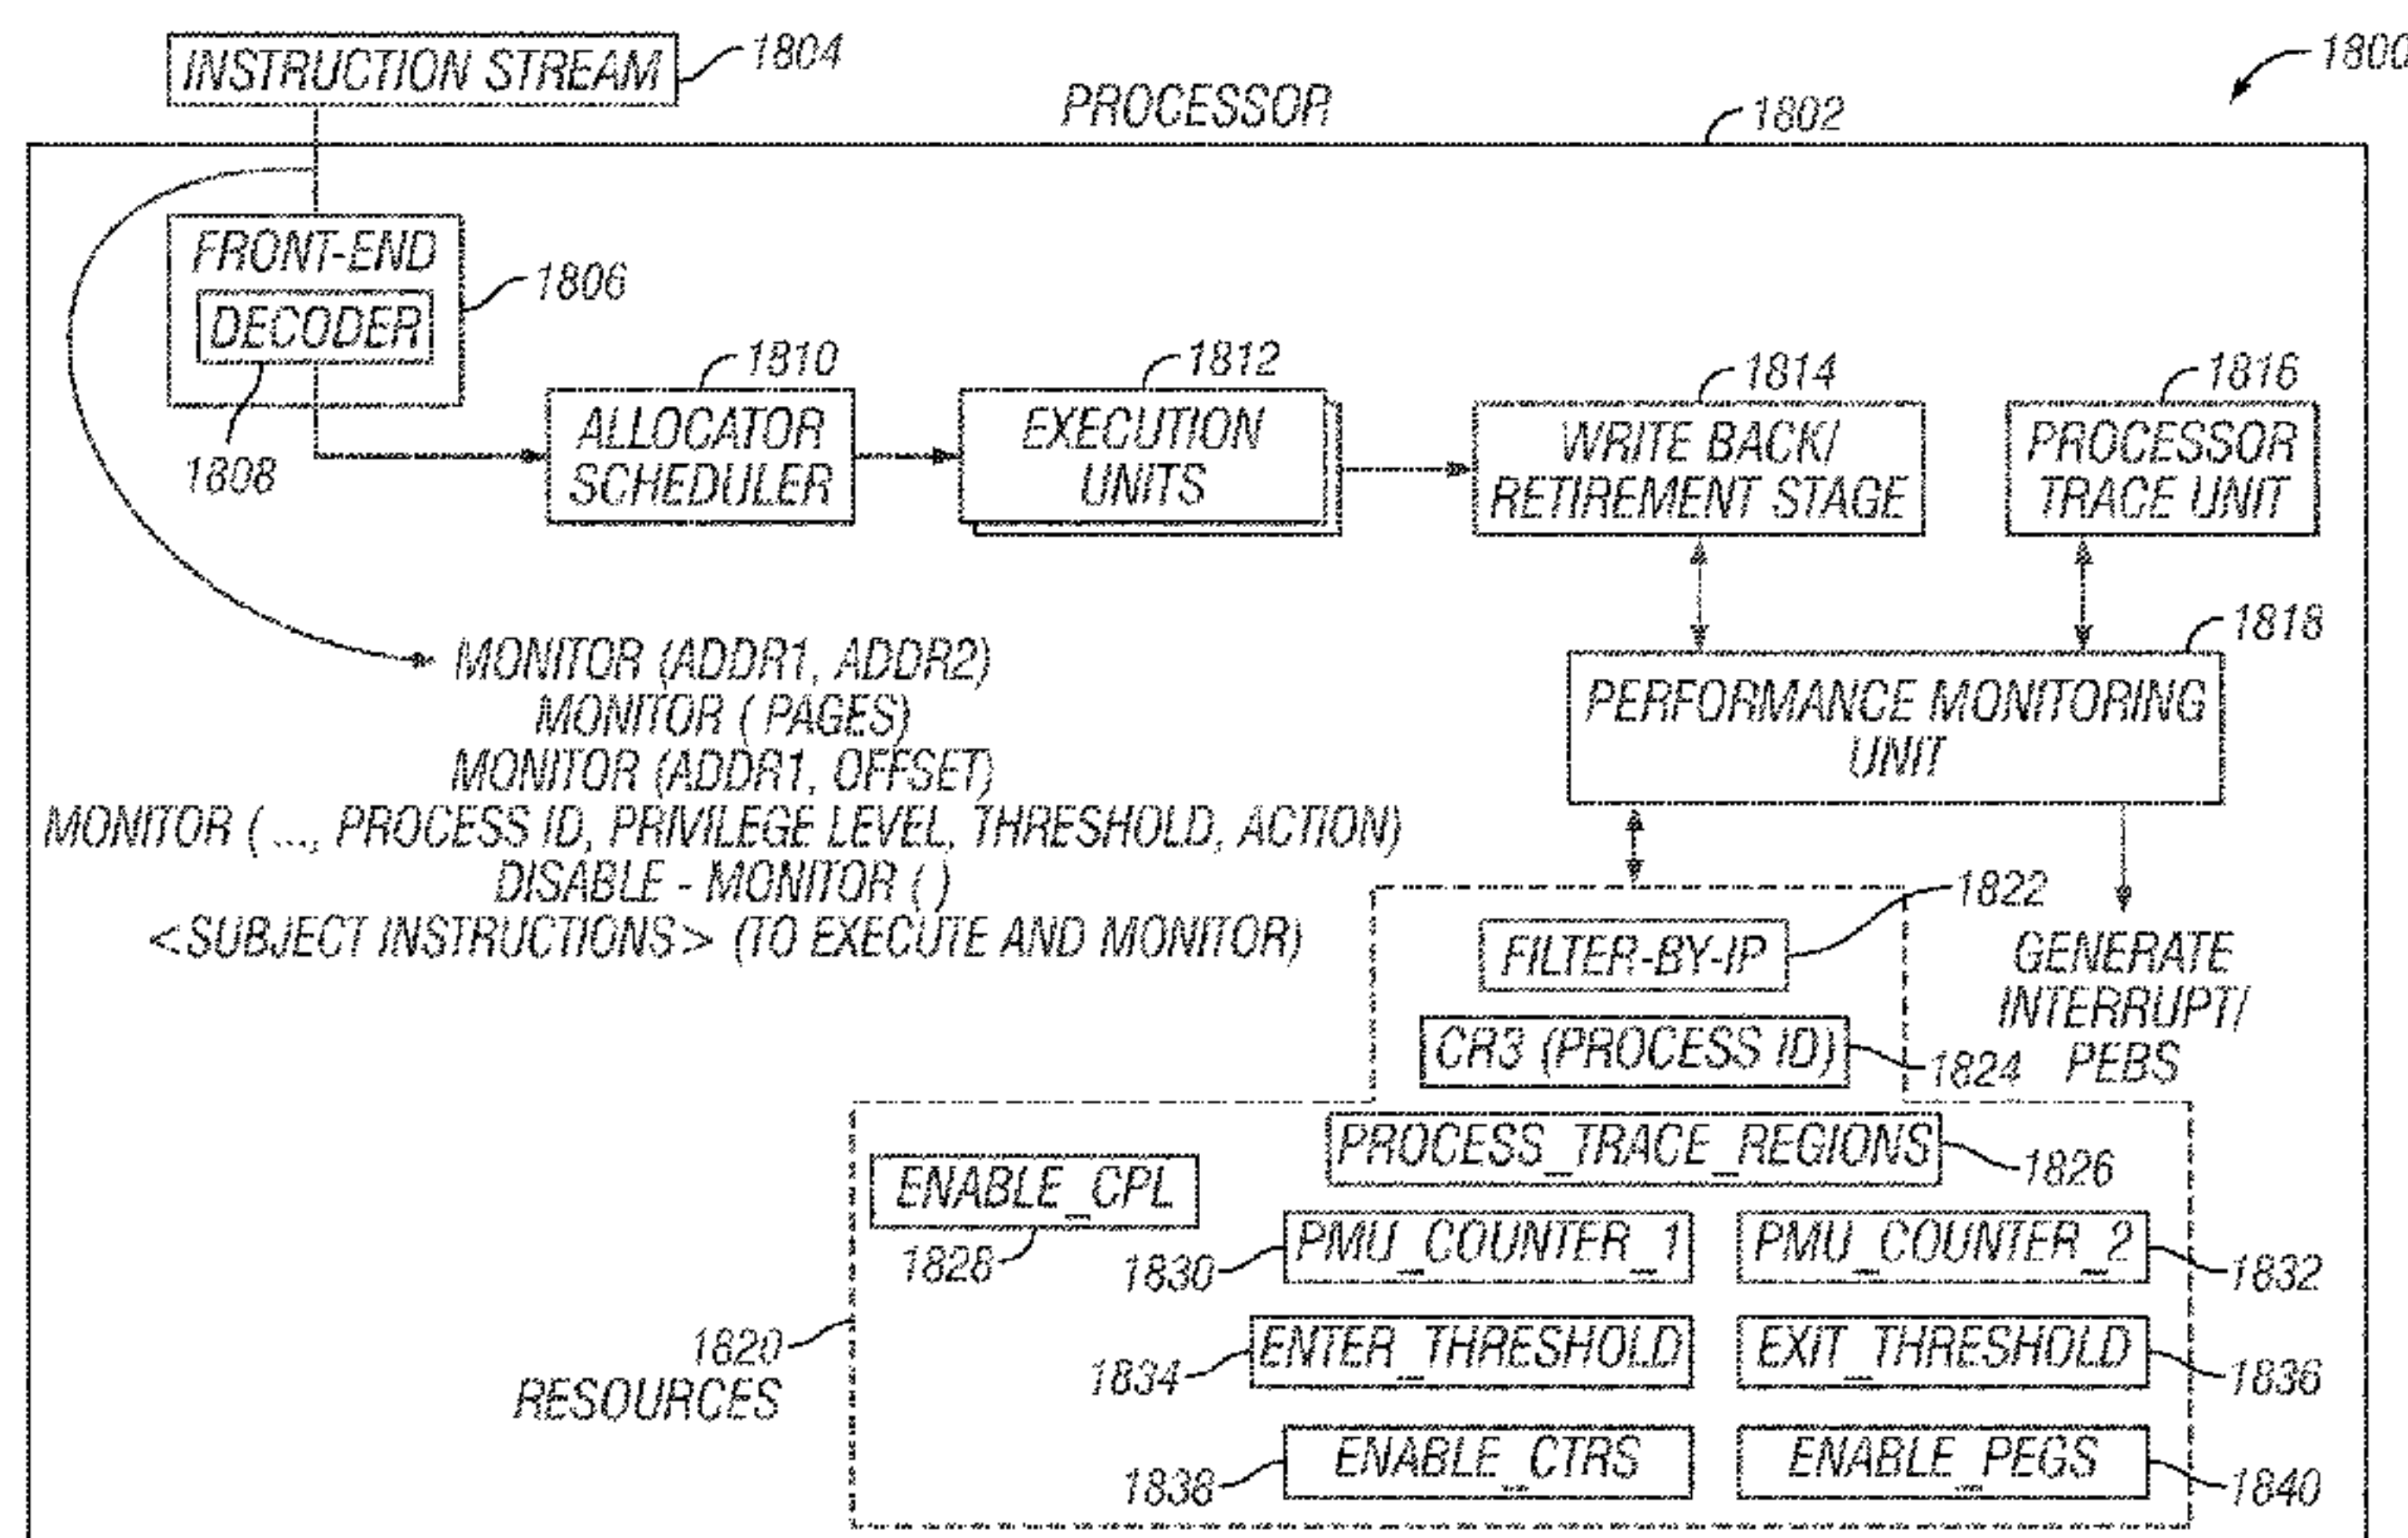 INSTRUCTION STREAM
1804
1800
PROCESSOR
1802
FRONT-END
1806
DECODER
1808
1810
ALLOCATOR
SCHEDULER
1812
EXECUTION
UNITS
1814
WRITE BACK/
RETIREMENT STAGE
1816
PROCESSOR
TRACE UNIT
1818
PERFORMANCE MONITORING
UNIT
MONITOR (ADDR1, ADDR2)
MONITOR ( PAGES)
MONITOR (ADDR1, OFFSET)
MONITOR ( ..., PROCESS ID, PRIVILEGE LEVEL, THRESHOLD, ACTION)
DISABLE - MONITOR ( )
<SUBJECT INSTRUCTIONS> (TO EXECUTE AND MONITOR)
1822
FILTER-BY-IP
GENERATE
INTERRUPT/
PEBS
CR3 (PROCESS ID)
1824
PROCESS_TRACE_REGIONS
1826
ENABLE_CPL
1828
1830
PMU_COUNTER_1
PMU_COUNTER_2
1832
1820
RESOURCES
1834
ENTER_THRESHOLD
EXIT_THRESHOLD
1836
1838
ENABLE_CTRS
ENABLE_PEGS
1840